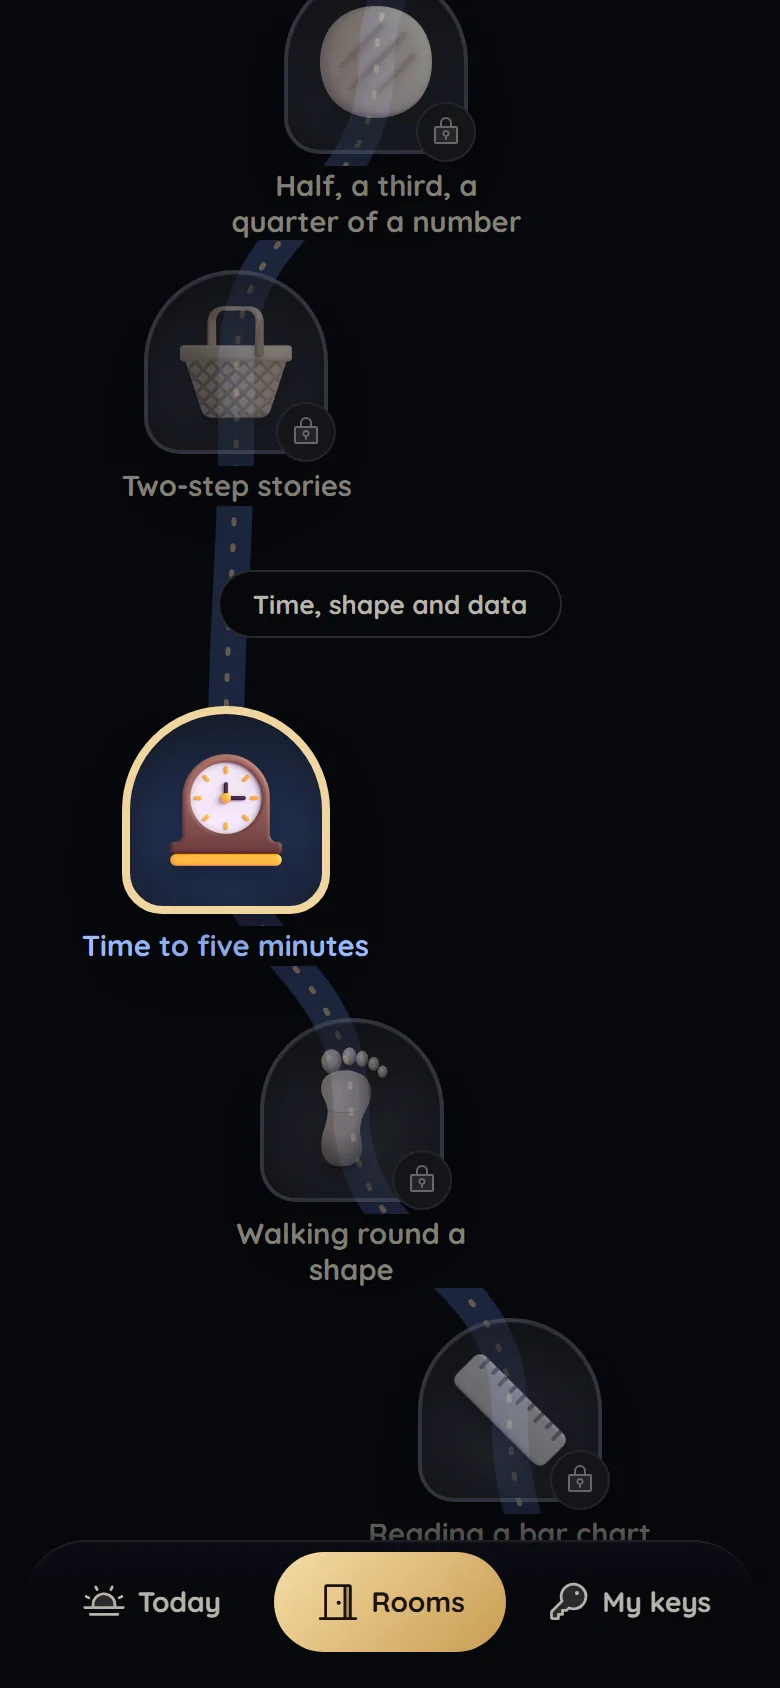 Half, a third, a
quarter of a number
Two-step stories
Time, shape and data
Time to five minutes
Walking round a
shape
Reading a bar chart
Today
Rooms
My keys